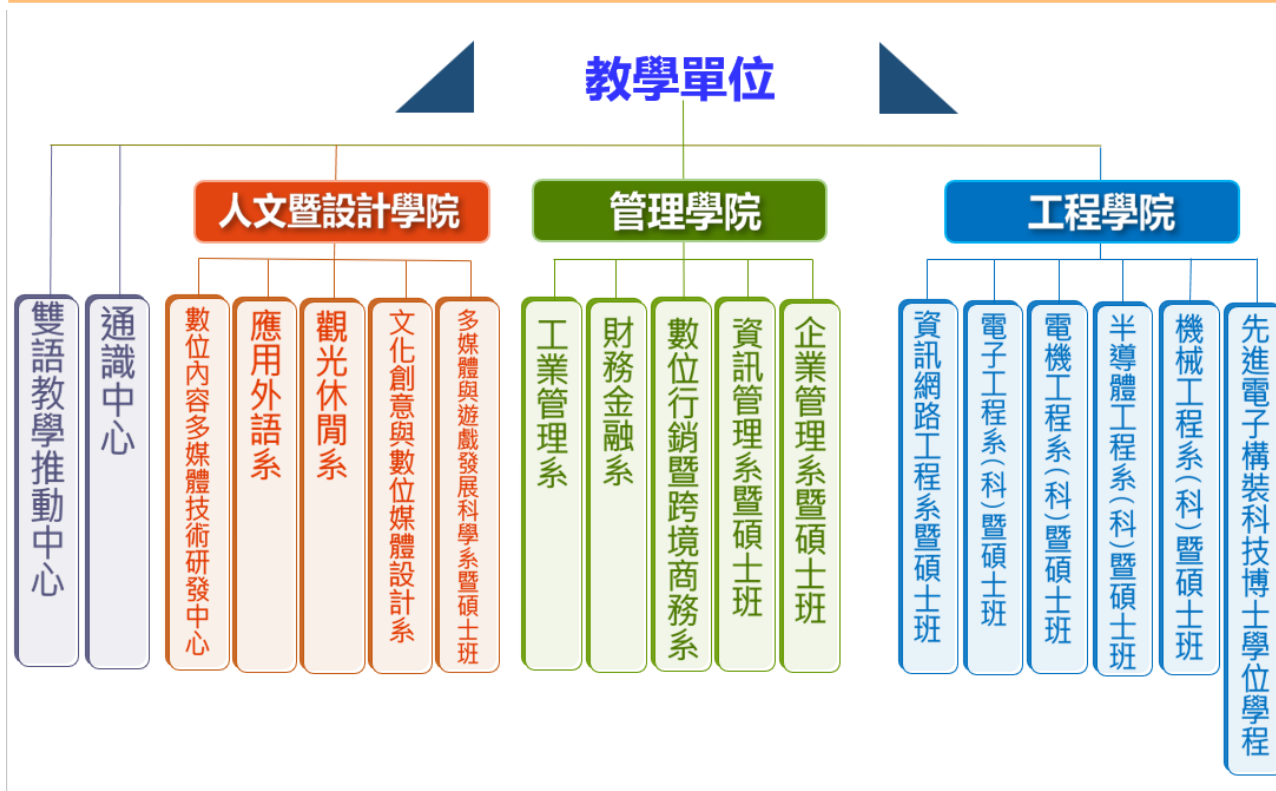 教學單位
人文暨設計學院
管理學院
工程學院
雙語教學推動中心
通識中心
數位內容多媒體技術研發中心
應用外語系
觀光休閒系
文化創意與數位媒體設計系
多媒體與遊戲發展科學系暨碩士班
工業管理系
財務金融系
數位行銷暨跨境商務系
資訊管理系暨碩士班
企業管理系暨碩士班
資訊網路工程系暨碩士班
電子工程系(科)暨碩士班
電機工程系(科)暨碩士班
半導體工程系(科)暨碩士班
機械工程系(科)暨碩士班
先進電子構裝科技博士學位學程